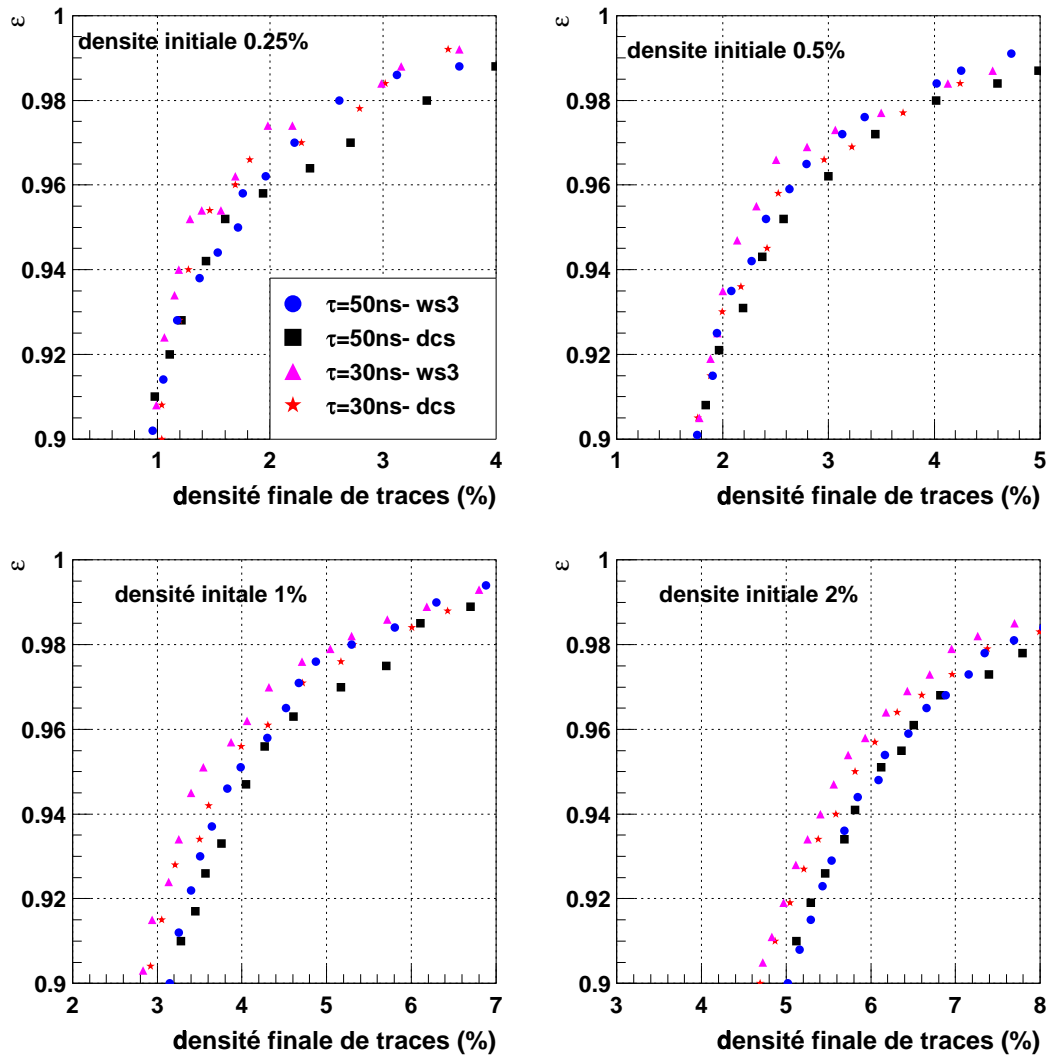 ε
1
0.98
0.96
0.94
0.92
0.9
densite initiale 0.25%
τ=50ns- ws3
τ=50ns- dcs
τ=30ns- ws3
τ=30ns- dcs
1 2 3 4
densité finale de traces (%)
ε
1
0.98
0.96
0.94
0.92
0.9
densite initiale 0.5%
1 2 3 4 5
densité finale de traces (%)
ε
1
0.98
0.96
0.94
0.92
0.9
densité initale 1%
2 3 4 5 6 7
densité finale de traces (%)
ε
1
0.98
0.96
0.94
0.92
0.9
densité initiale 2%
3 4 5 6 7 8
densité finale de traces (%)